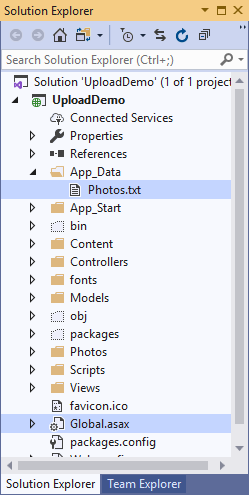 Solution Explorer
Search Solution Explorer (Ctrl+;)
Solution 'UploadDemo' (1 of 1 project
UploadDemo
Connected Services
Properties
References
App_Data
Photos.txt
App_Start
bin
Content
Controllers
fonts
Models
obj
packages
Photos
Scripts
Views
favicon.ico
Global.asax
packages.config
Solution Explorer Team Explorer